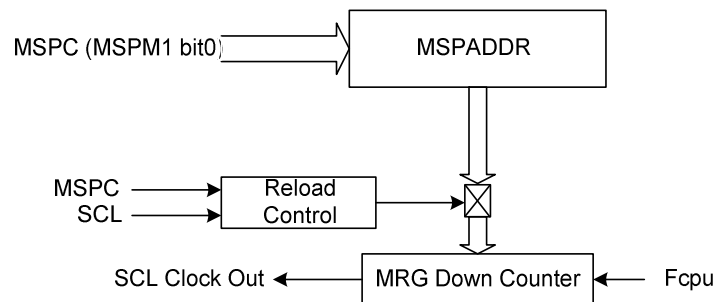 MSPC (MSPM1 bit0)
MSPADDR
MSPC
SCL
Reload
Control
SCL Clock Out
MRG Down Counter
Fcpu